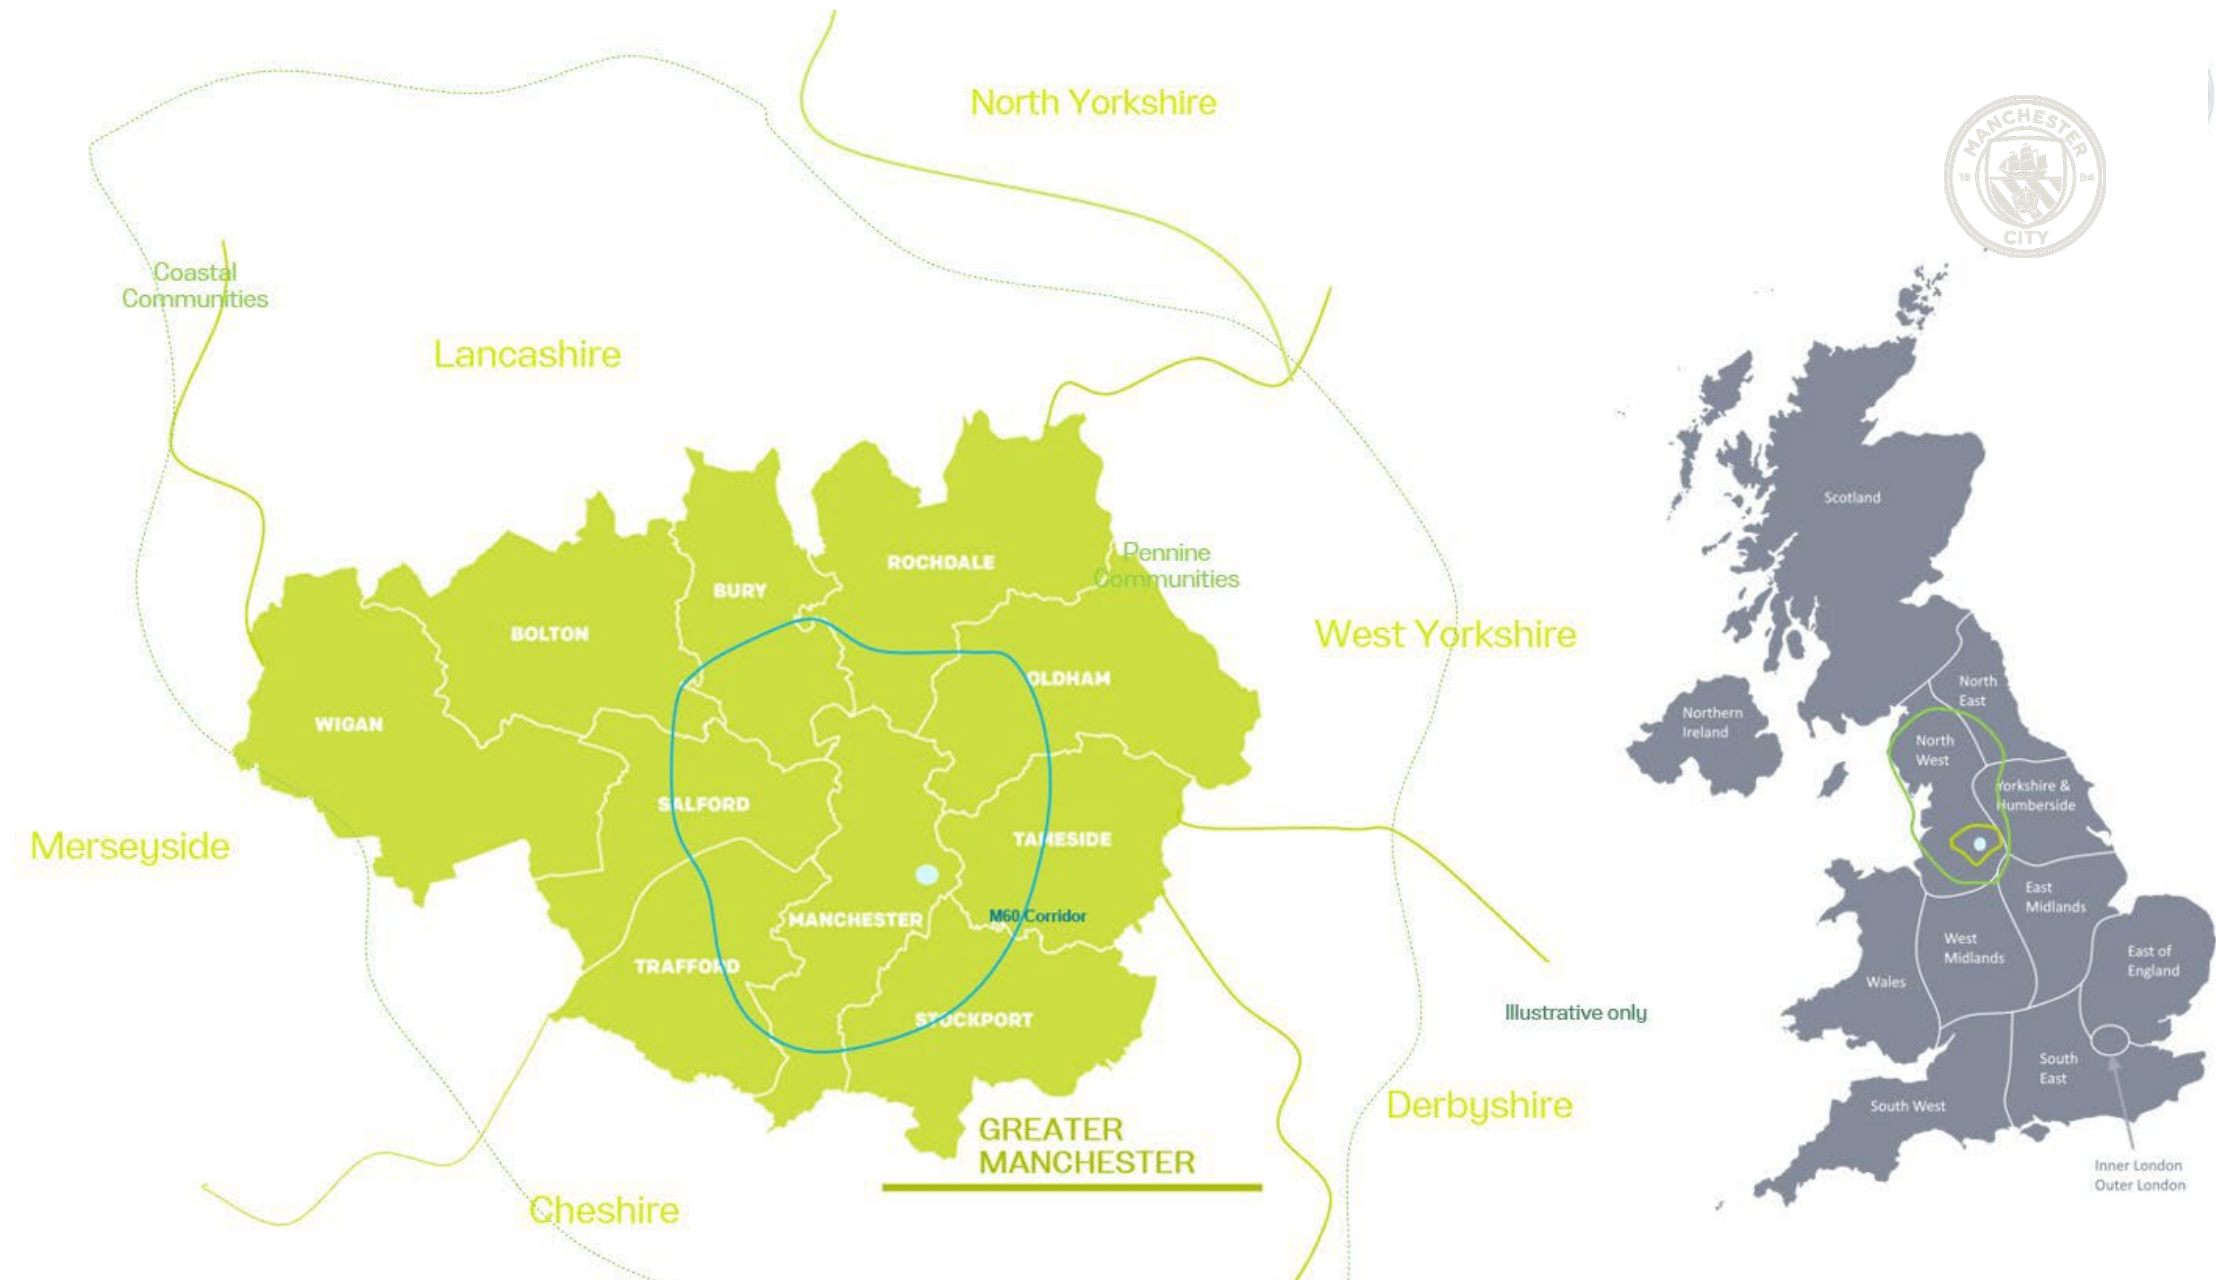 North Yorkshire
MANCHESTER
18 94
CITY
Coastal
Communities
Lancashire
Scotland
ROCHDALE
Pennine
Communities
BURY
BOLTON
West Yorkshire
OLDHAM
WIGAN
North
East
Northern
Ireland
North
West
SALFORD
Yorkshire &
Humberside
Merseyside
TAMESIDE
MANCHESTER
M60 Corridor
East
Midlands
TRAFFORD
West
Midlands
East of
England
Wales
STOCKPORT
Illustrative only
South
East
Derbyshire
South West
GREATER
MANCHESTER
Inner London
Outer London
Cheshire